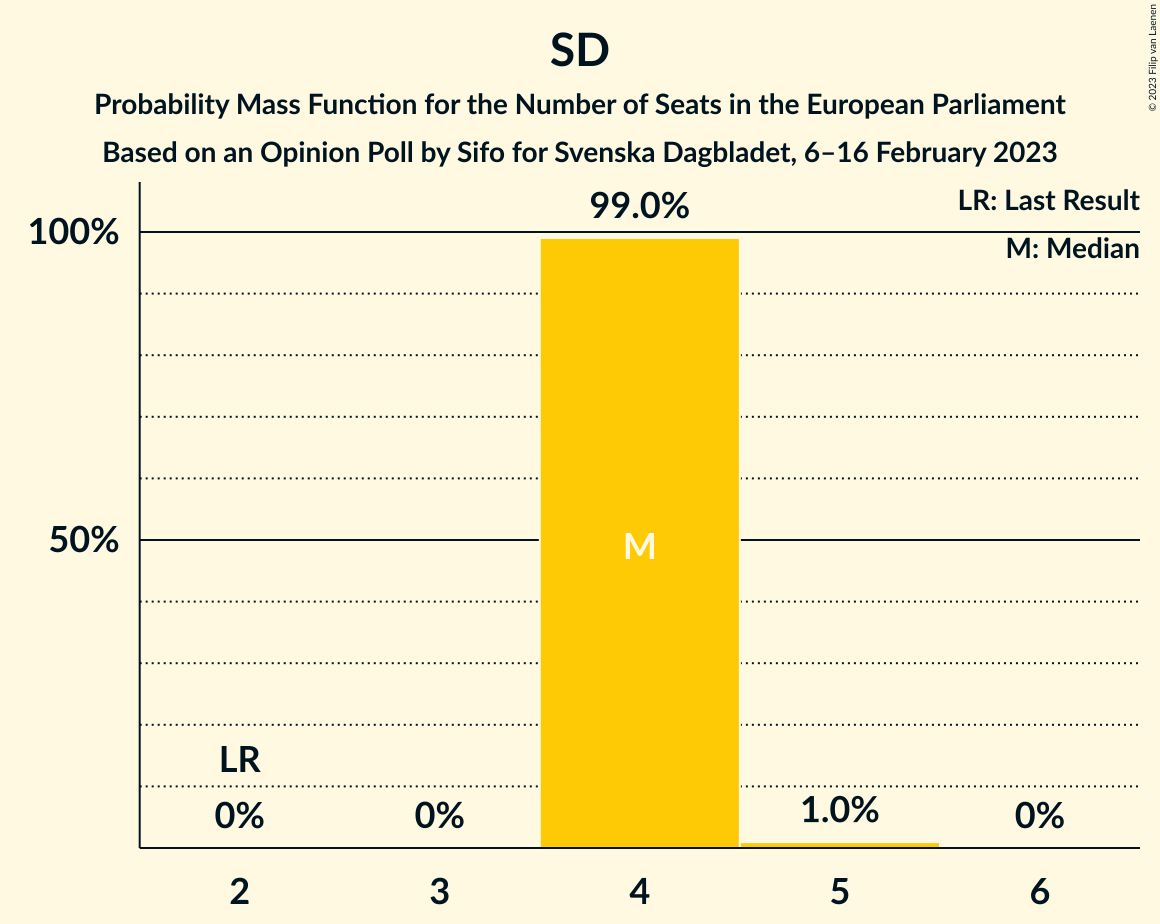 SD
Probability Mass Function for the Number of Seats in the European Parliament
Based on an Opinion Poll by Sifo for Svenska Dagbladet, 6–16 February 2023
© 2023 Filip van Laenen
LR: Last Result
M: Median
99.0%
100%
50%
M
LR
0%
0%
1.0%
0%
2
3
4
5
6